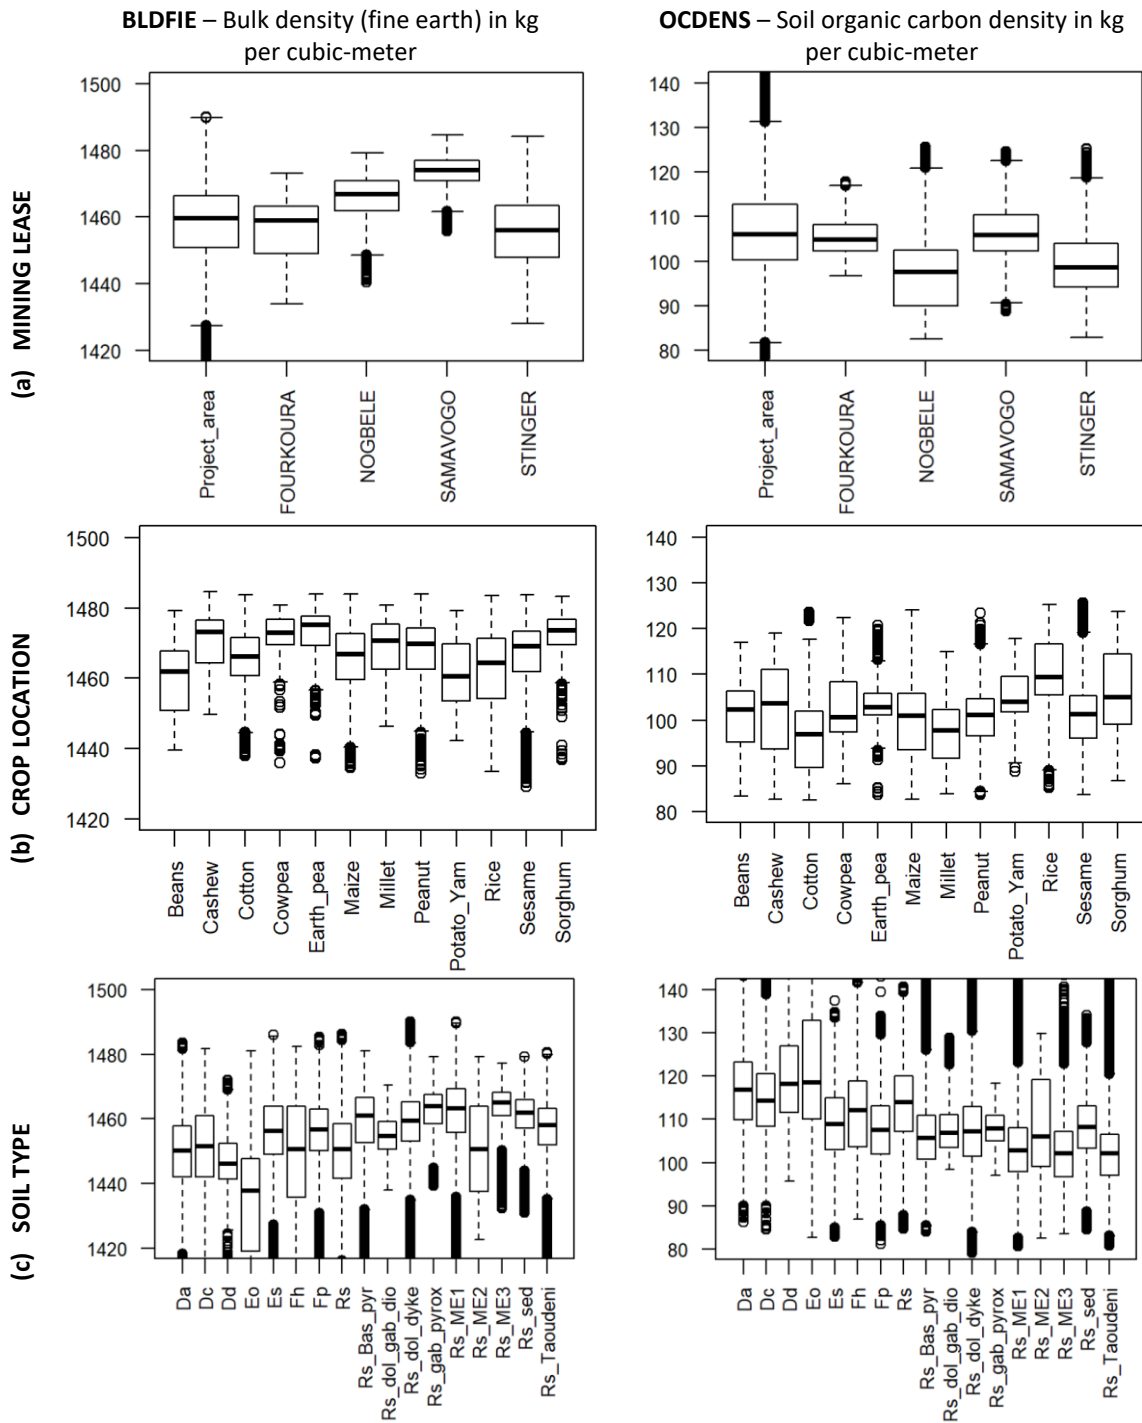 BLDFIE – Bulk density (fine earth) in kg
per cubic-meter
OCDENS – Soil organic carbon density in kg
per cubic-meter
(a) MINING LEASE
1500
1480
1460
1440
1420
Project_area
FOURKOURA
NOGBELE
SAMAVOGO
STINGER
140
130
120
110
100
90
80
Project_area
FOURKOURA
NOGBELE
SAMAVOGO
STINGER
(b) CROP LOCATION
1500
1480
1460
1440
1420
Beans
Cashew
Cotton
Cowpea
Earth_pea
Maize
Millet
Peanut
Potato_Yam
Rice
Sesame
Sorghum
140
130
120
110
100
90
80
Beans
Cashew
Cotton
Cowpea
Earth_pea
Maize
Millet
Peanut
Potato_Yam
Rice
Sesame
Sorghum
(c) SOIL TYPE
1500
1480
1460
1440
1420
Da
Dc
Dd
Eo
Es
Fh
Fp
Rs
Rs_Bas_pyr
Rs_dol_gab_dio
Rs_dol_dyke
Rs_gab_pyrox
Rs_ME1
Rs_ME2
Rs_ME3
Rs_sed
Rs_Taoudeni
140
130
120
110
100
90
80
Da
Dc
Dd
Eo
Es
Fh
Fp
Rs
Rs_Bas_pyr
Rs_dol_gab_dio
Rs_dol_dyke
Rs_gab_pyrox
Rs_ME1
Rs_ME2
Rs_ME3
Rs_sed
Rs_Taoudeni